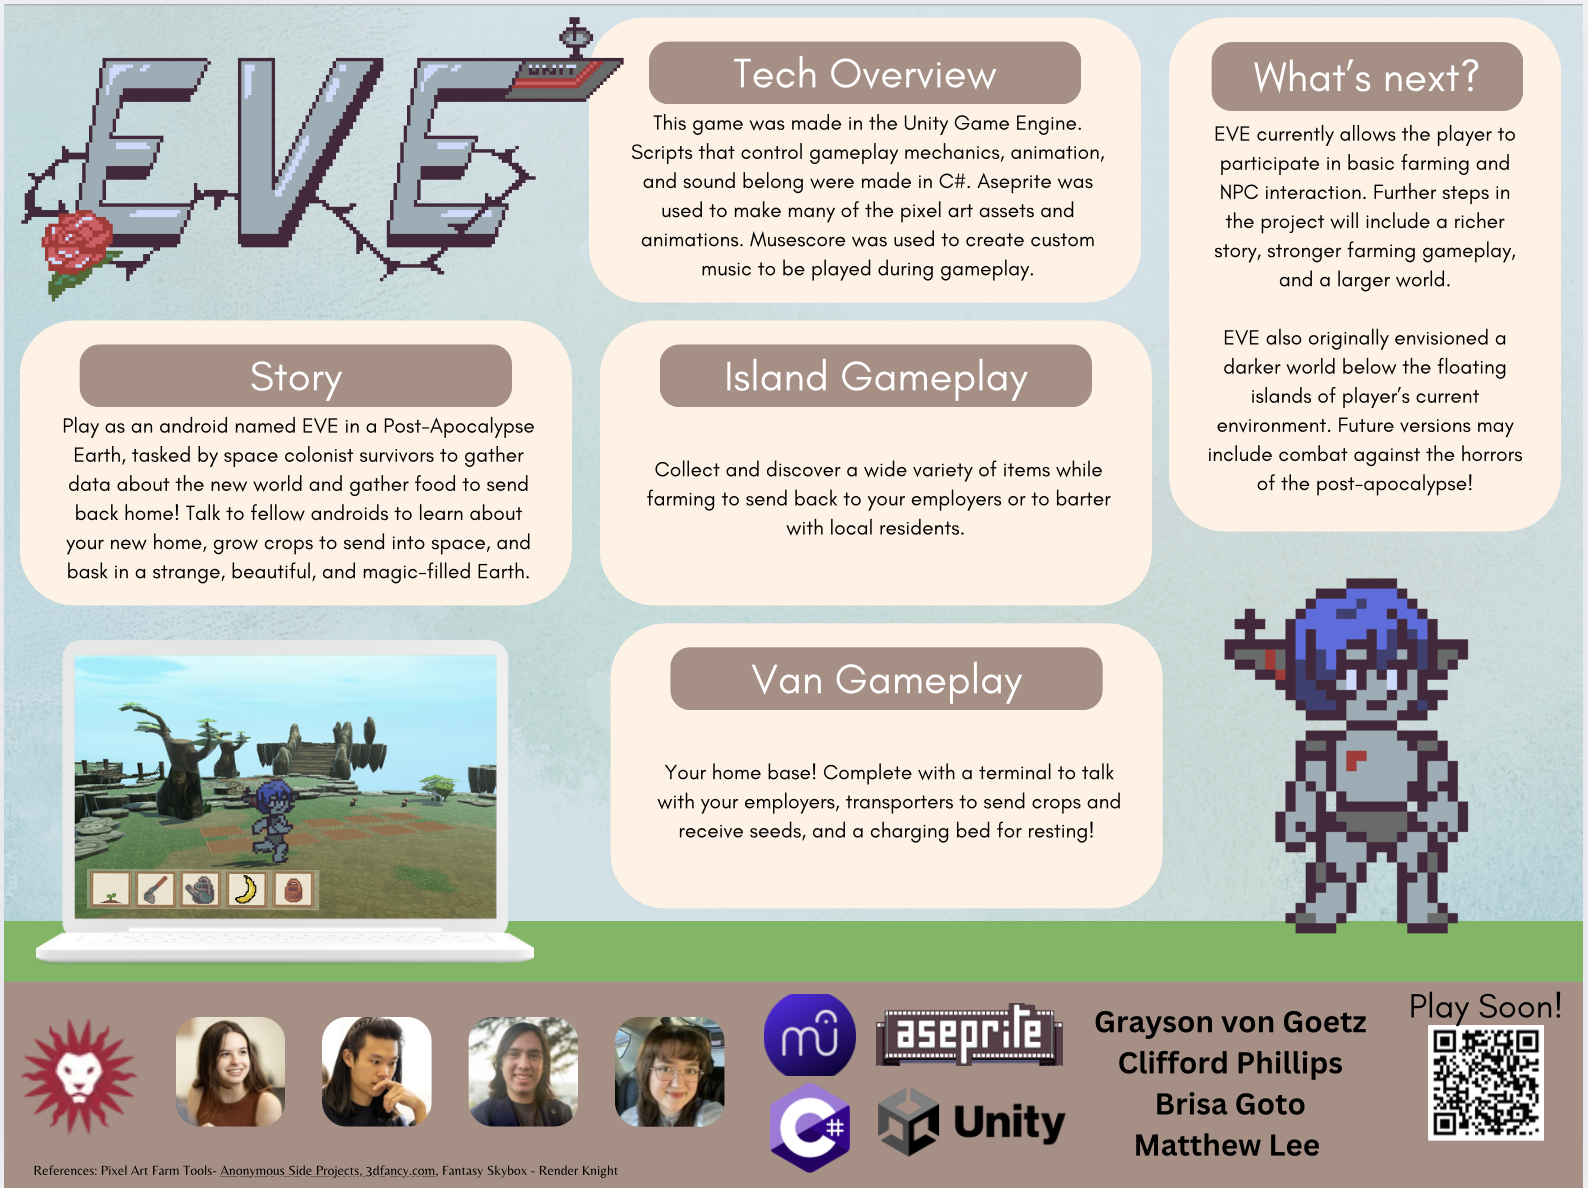 EVE
UNIT
Tech Overview
This game was made in the Unity Game Engine.
Scripts that control gameplay mechanics, animation,
and sound belong were made in C#. Aseprite was
used to make many of the pixel art assets and
animations. Musescore was used to create custom
music to be played during gameplay.
What's next?
EVE currently allows the player to
participate in basic farming and
NPC interaction. Further steps in
the project will include a richer
story, stronger farming gameplay,
and a larger world.
EVE also originally envisioned a
darker world below the floating
islands of player's current
environment. Future versions may
include combat against the horrors
of the post-apocalypse!
Story
Play as an android named EVE in a Post-Apocalypse
Earth, tasked by space colonist survivors to gather
data about the new world and gather food to send
back home! Talk to fellow androids to learn about
your new home, grow crops to send into space, and
bask in a strange, beautiful, and magic-filled Earth.
Island Gameplay
Collect and discover a wide variety of items while
farming to send back to your employers or to barter
with local residents.
Van Gameplay
Your home base! Complete with a terminal to talk
with your employers, transporters to send crops and
receive seeds, and a charging bed for resting!
mu
aseprite
C#
Unity
Grayson von Goetz
Clifford Phillips
Brisa Goto
Matthew Lee
Play Soon!
References: Pixel Art Farm Tools- Anonymous Side Projects, 3dfancy.com, Fantasy Skybox - Render Knight